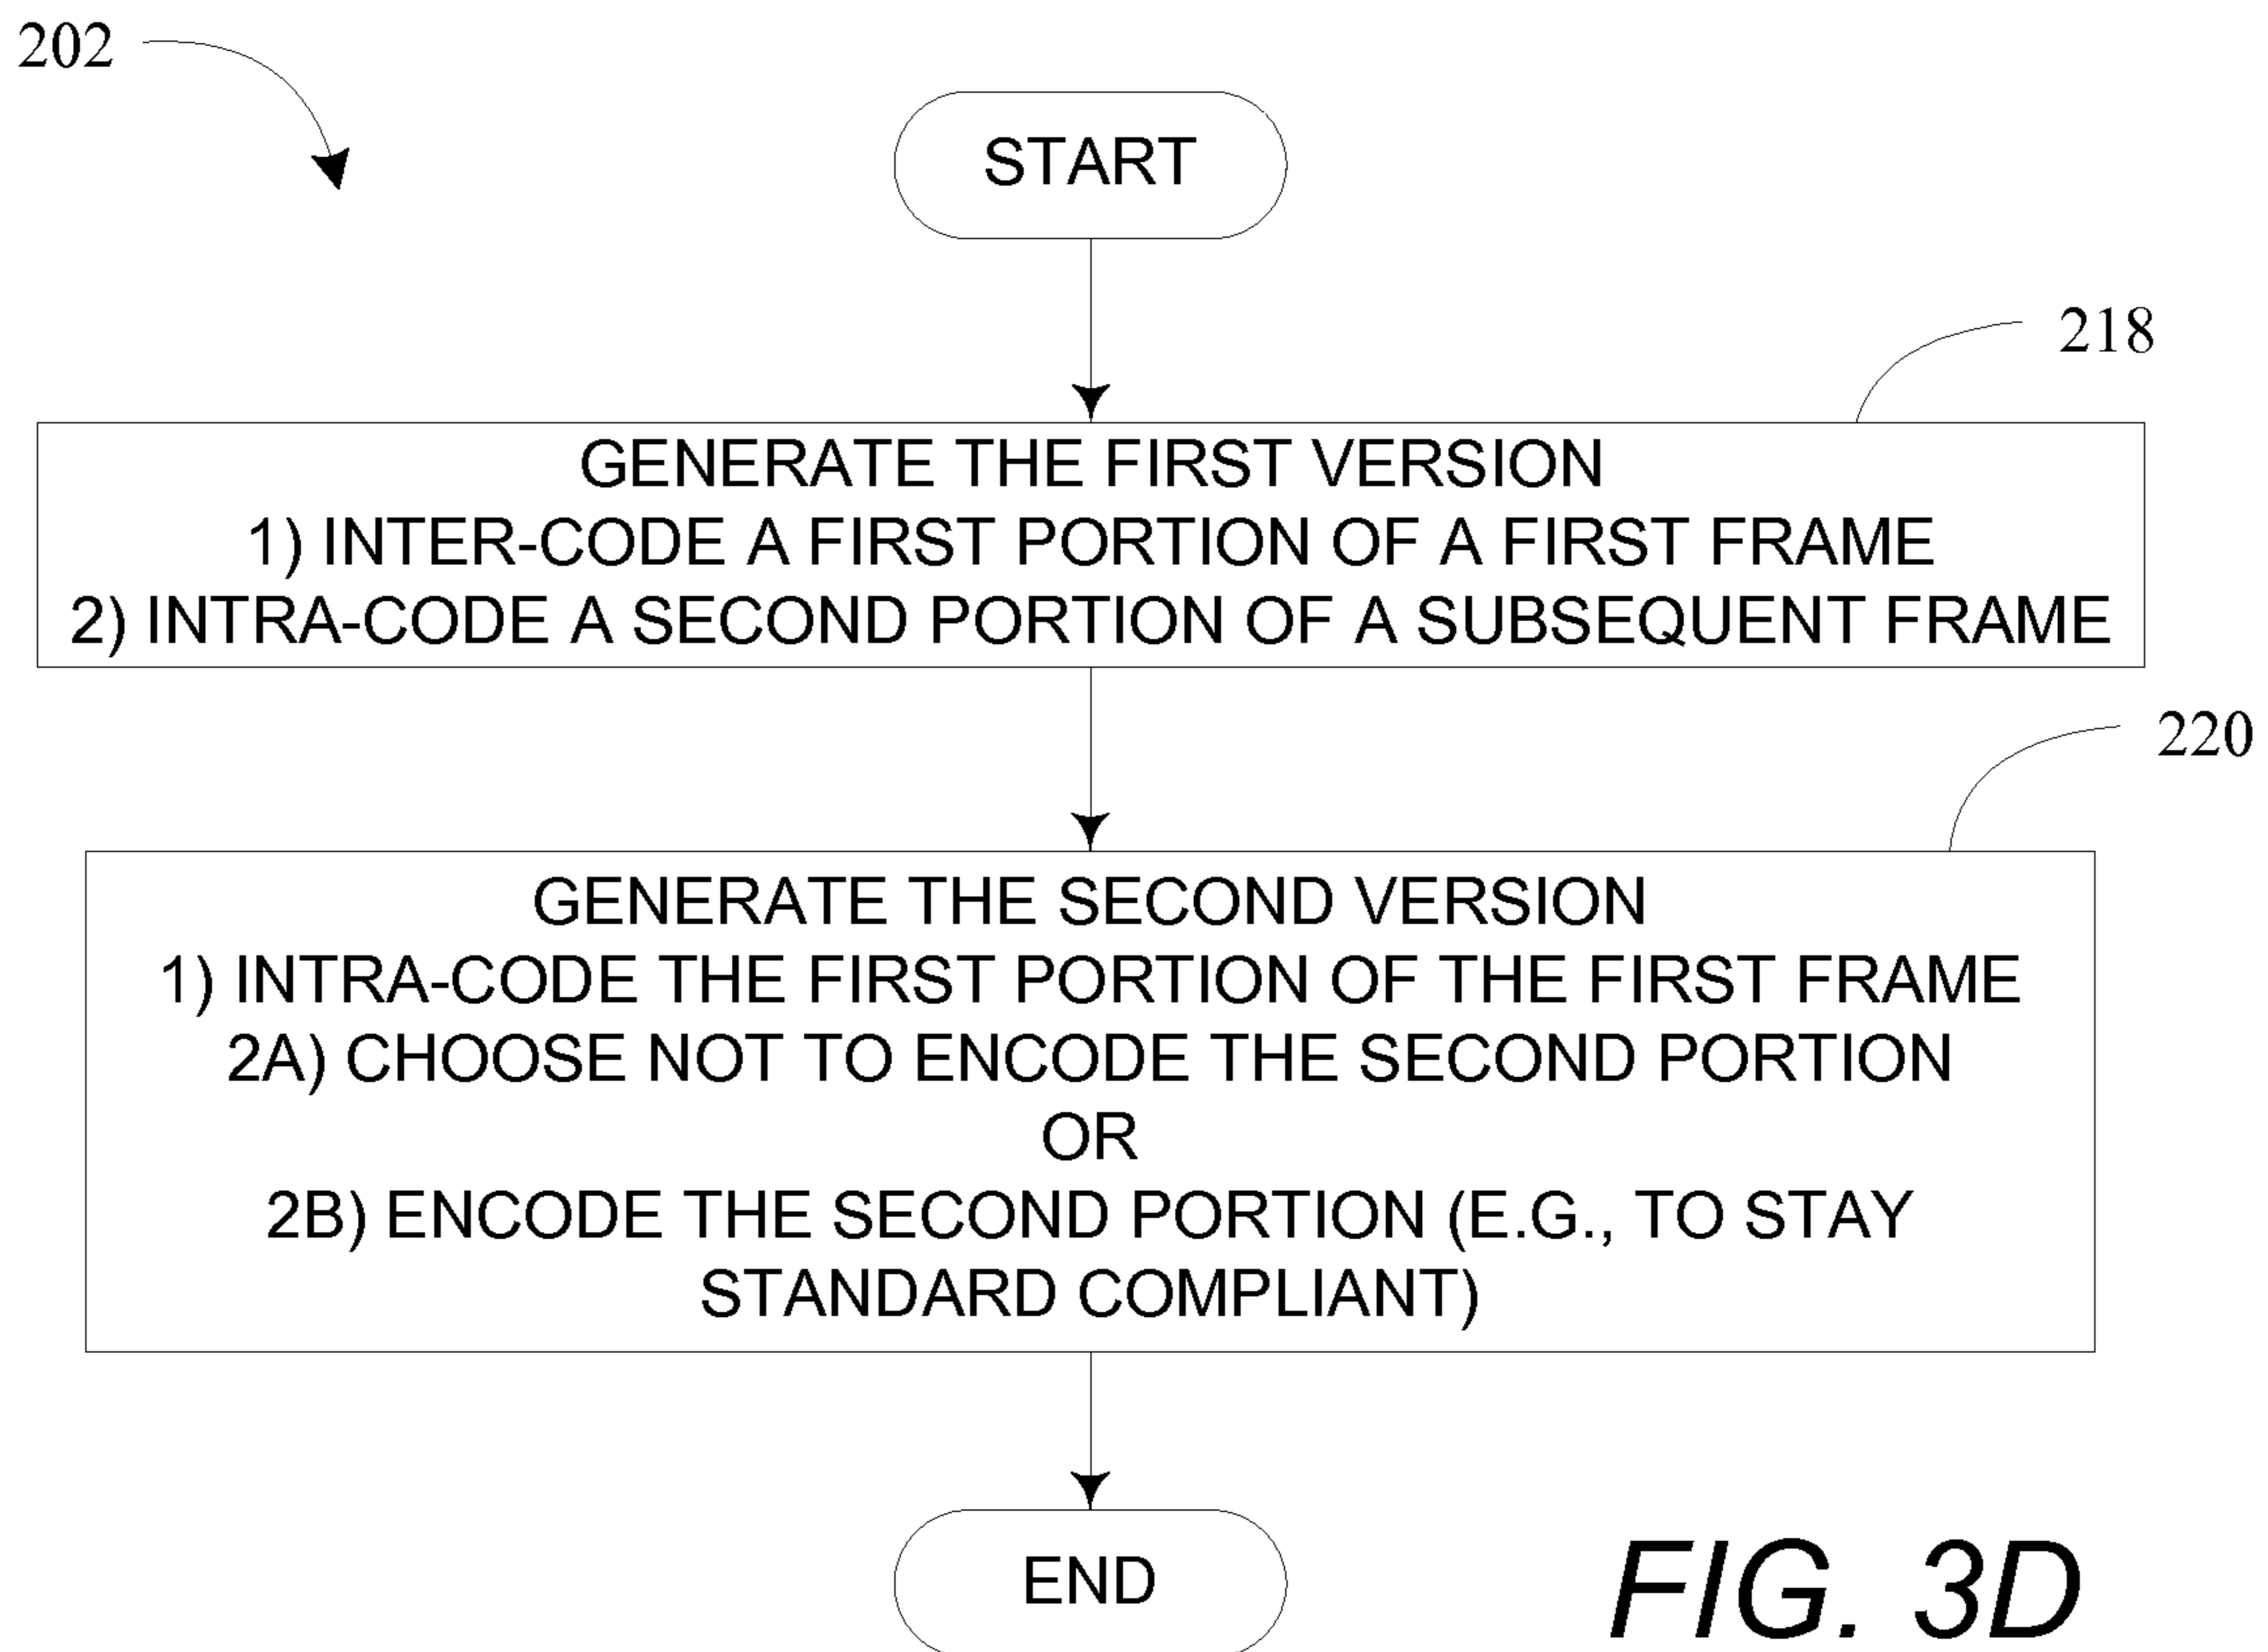 202
START
218
GENERATE THE FIRST VERSION
1) INTER-CODE A FIRST PORTION OF A FIRST FRAME
2) INTRA-CODE A SECOND PORTION OF A SUBSEQUENT FRAME
220
GENERATE THE SECOND VERSION
1) INTRA-CODE THE FIRST PORTION OF THE FIRST FRAME
2A) CHOOSE NOT TO ENCODE THE SECOND PORTION
OR
2B) ENCODE THE SECOND PORTION (E.G., TO STAY
STANDARD COMPLIANT)
END
FIG. 3D